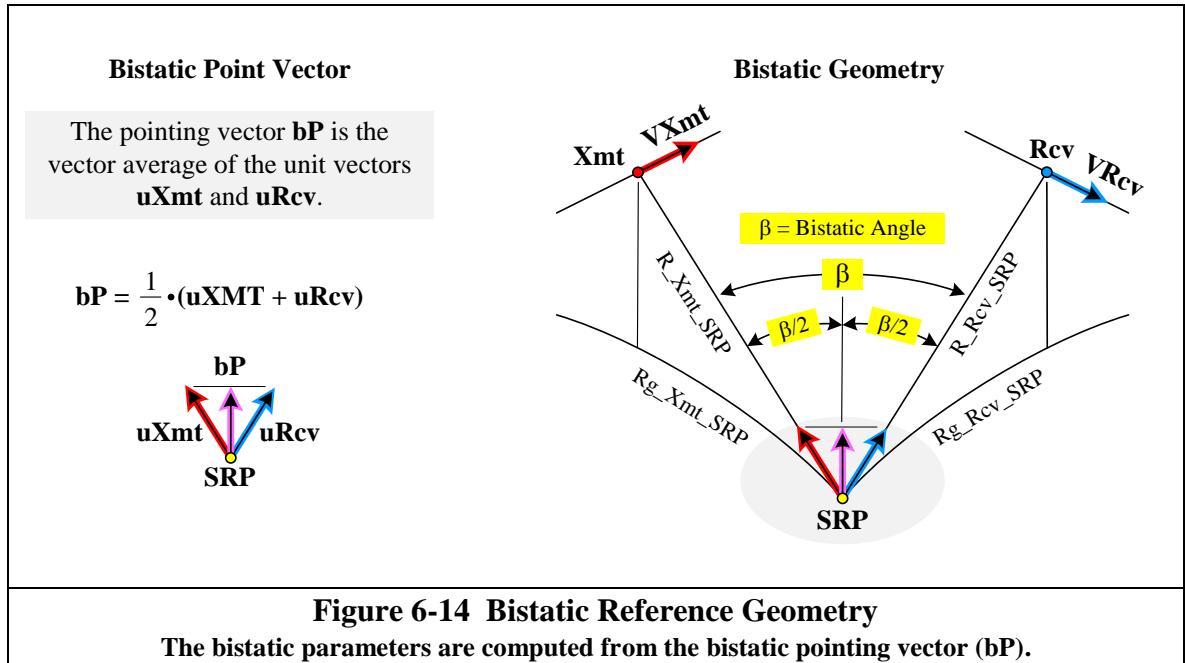 Bistatic Point Vector
The pointing vector bP is the
vector average of the unit vectors
uXmt and uRcv.
bP = 1/2 •(uXMT + uRcv)
bP
uXmt
uRcv
SRP
Bistatic Geometry
Xmt
VXmt
Rcv
VRcv
β = Bistatic Angle
β
β/2
β/2
R_Xmt_SRP
R_Rcv_SRP
Rg_Xmt_SRP
Rg_Rcv_SRP
SRP
Figure 6-14 Bistatic Reference Geometry
The bistatic parameters are computed from the bistatic pointing vector (bP).